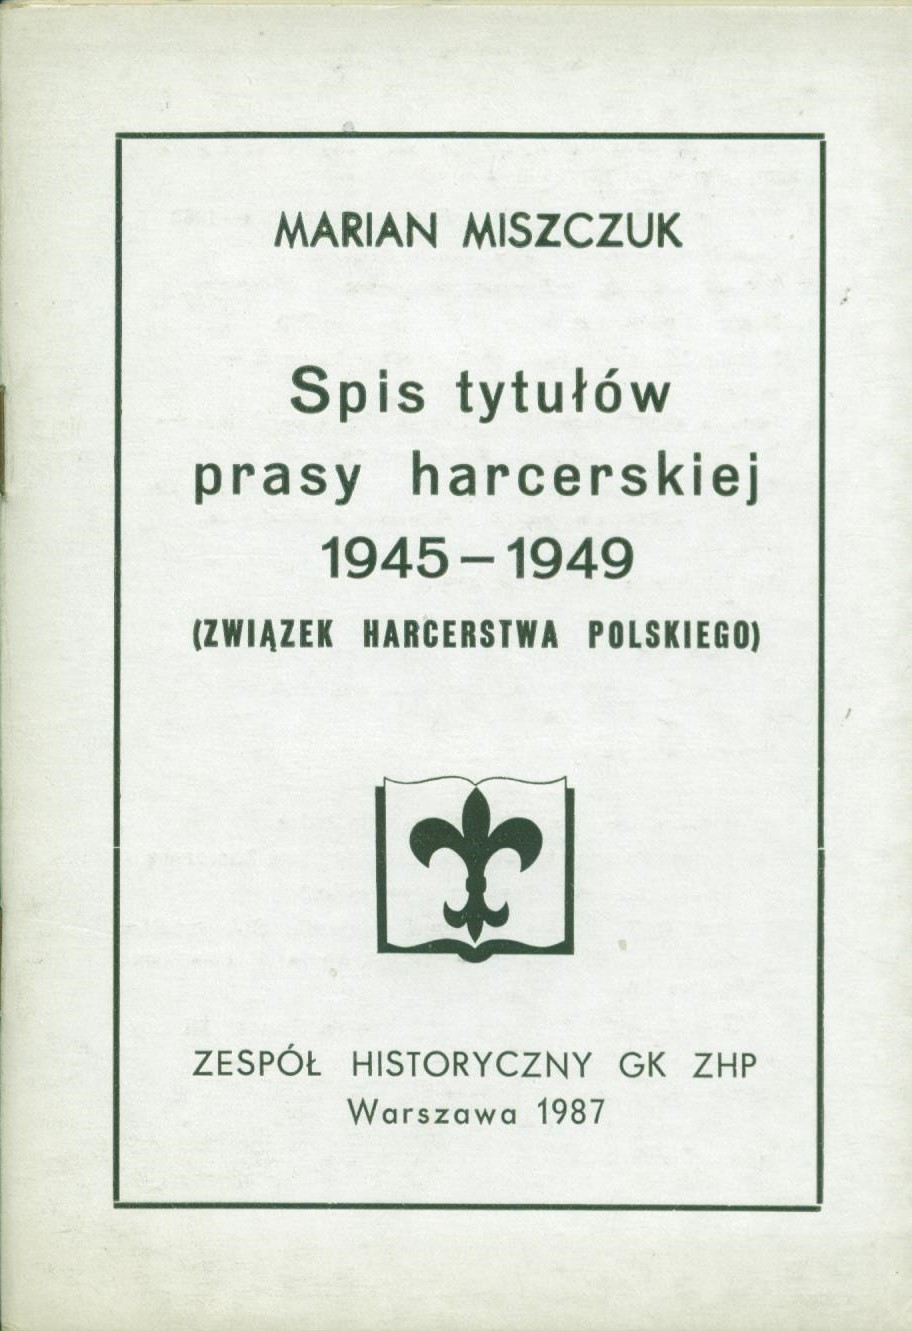 MARIAN MISZCZUK
Spis tytułów
prasy harcerskiej
1945–1949
(ZWIĄZEK HARCERSTWA POLSKIEGO)
ZESPÓŁ HISTORYCZNY GK ZHP
Warszawa 1987